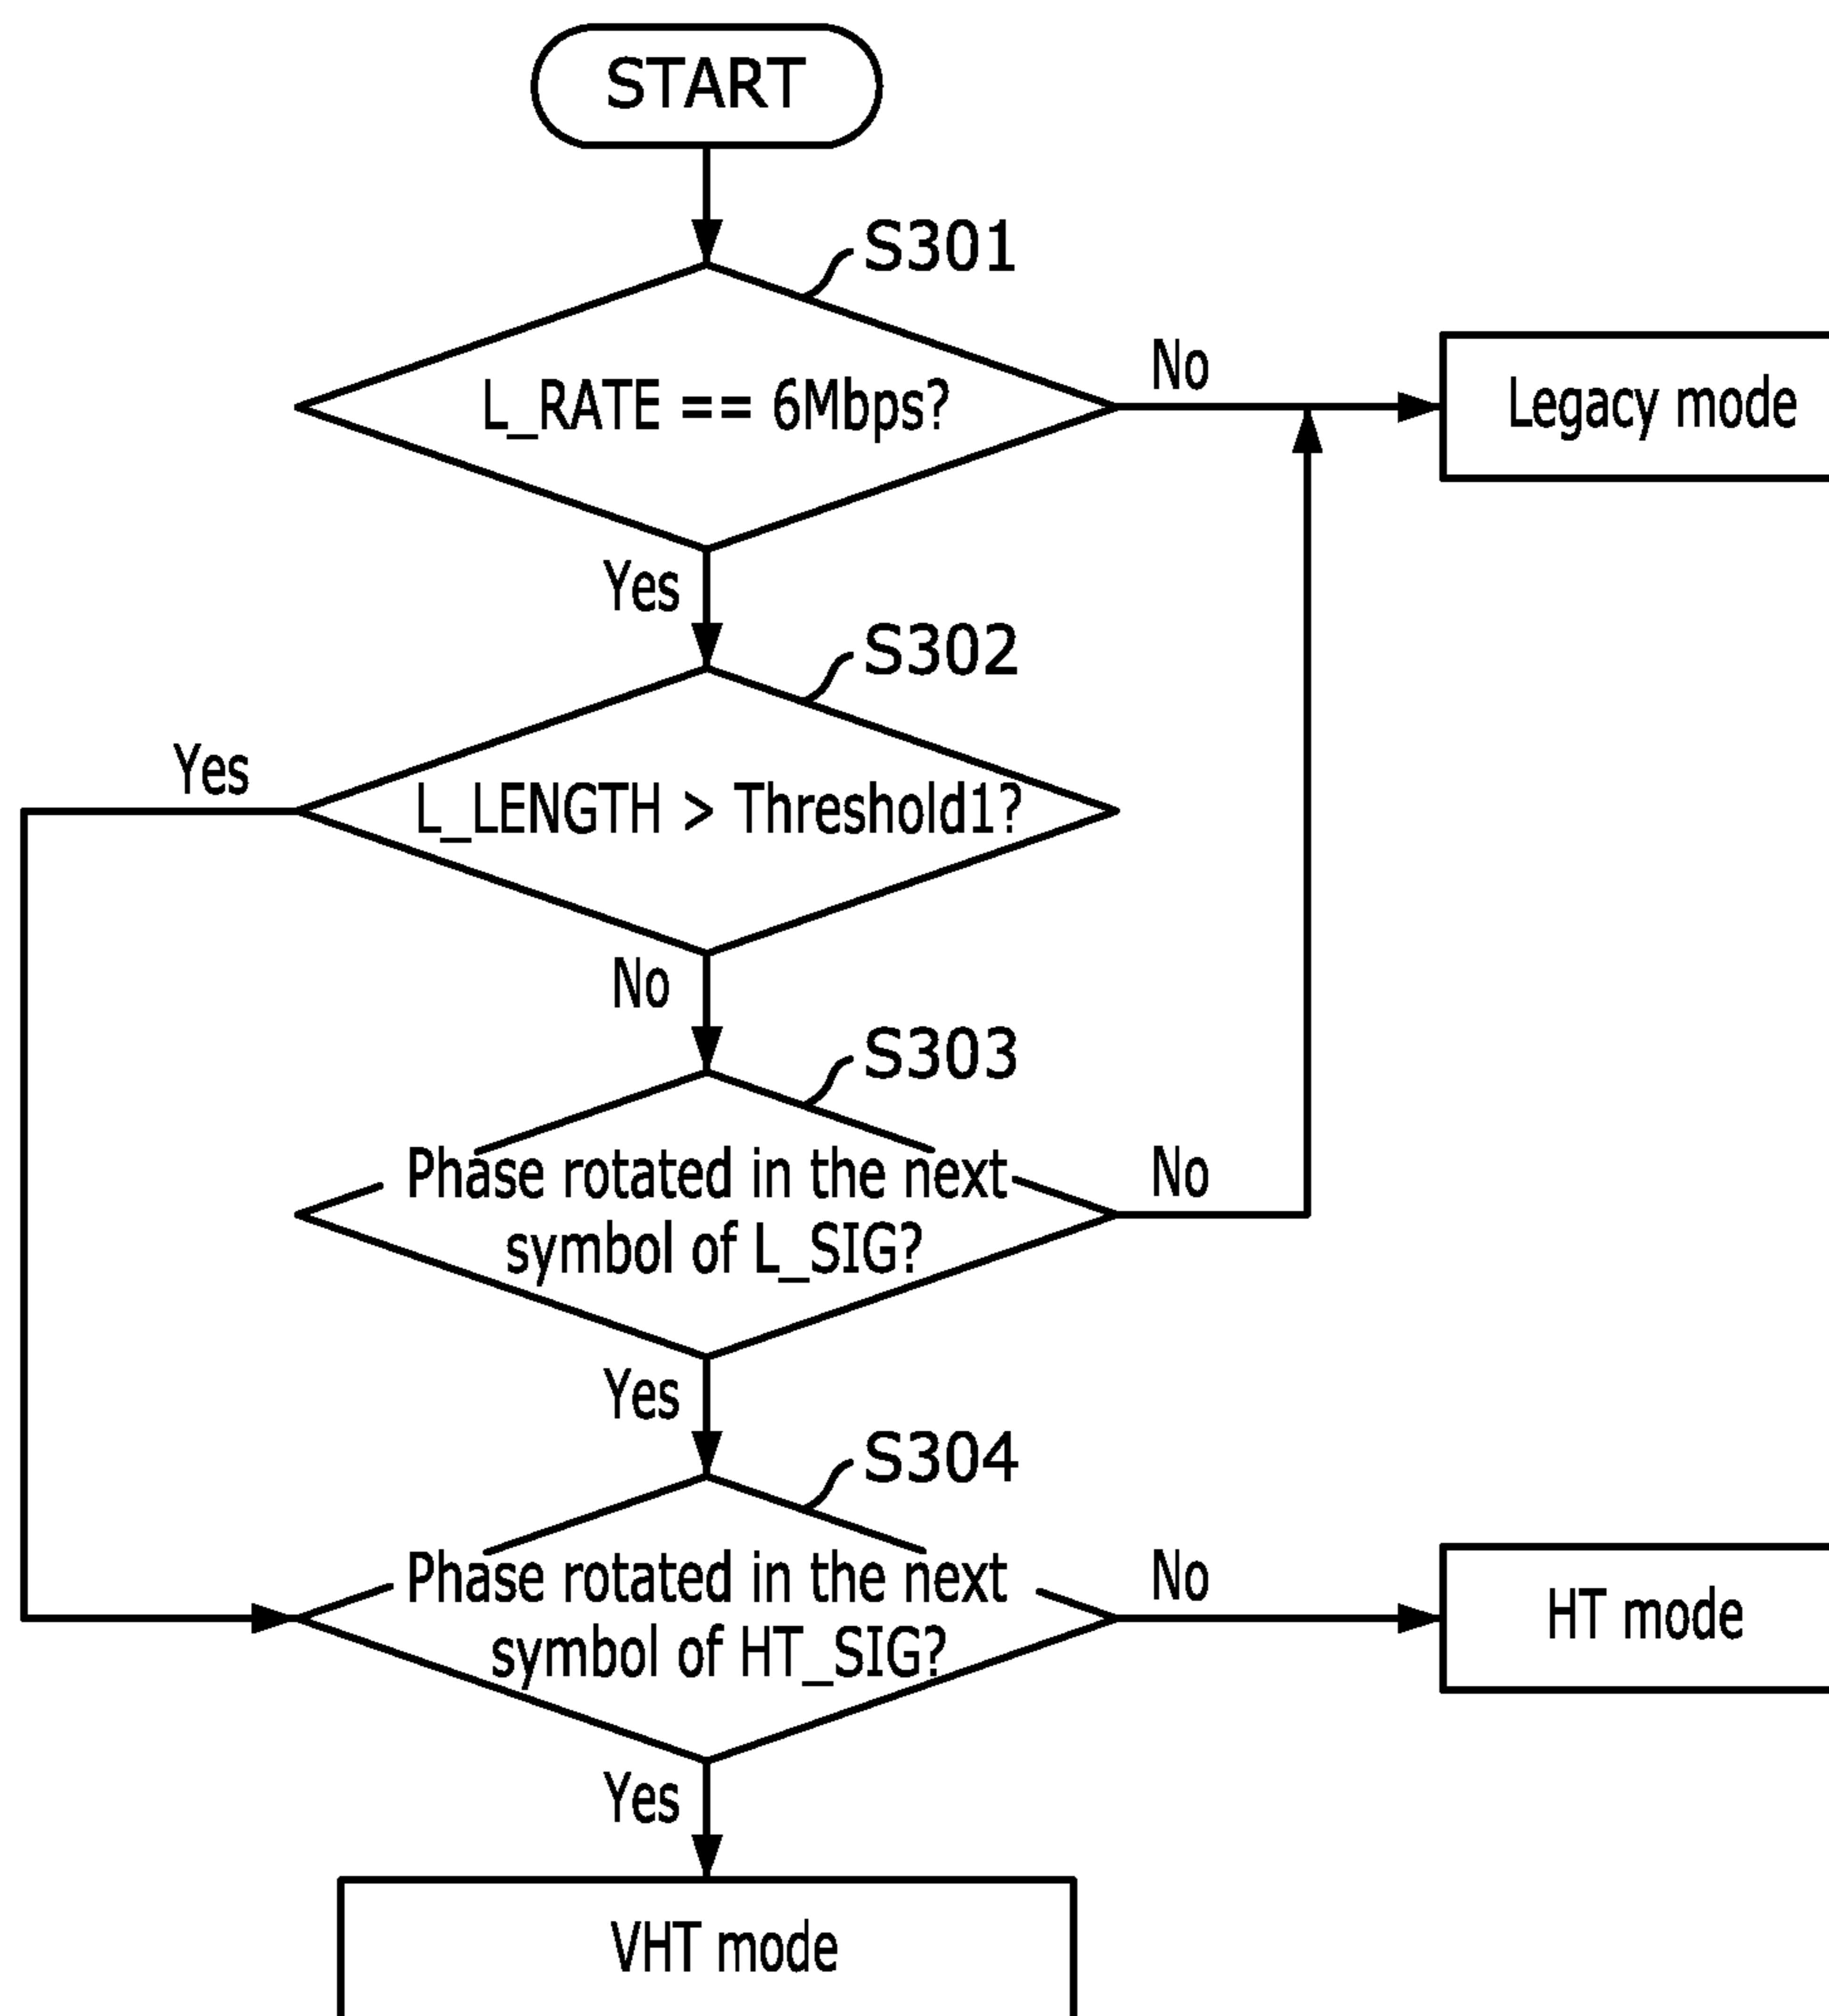 START
S301
L_RATE == 6Mbps?
No
Legacy mode
Yes
S302
Yes
L_LENGTH > Threshold1?
No
S303
Phase rotated in the next
symbol of L_SIG?
No
Yes
S304
Phase rotated in the next
symbol of HT_SIG?
No
HT mode
Yes
VHT mode